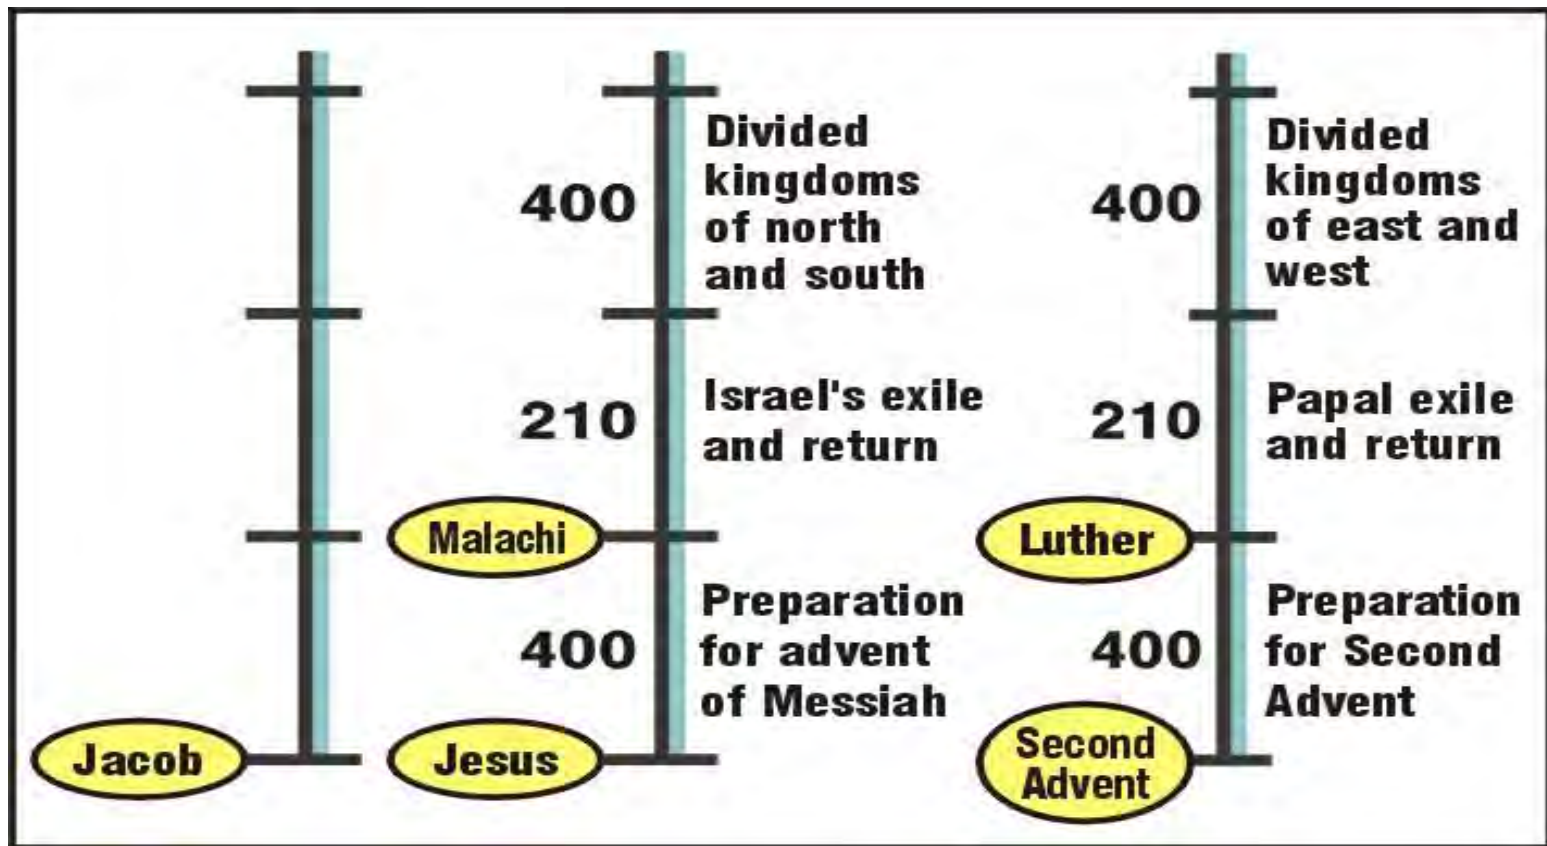 Divided
kingdoms
of north
and south
400
Israel's exile
and return
210
Malachi
Preparation
for advent
of Messiah
400
Jacob
Jesus
Divided
kingdoms
of east and
west
400
Papal exile
and return
210
Luther
Preparation
for Second
Advent
400
Second
Advent